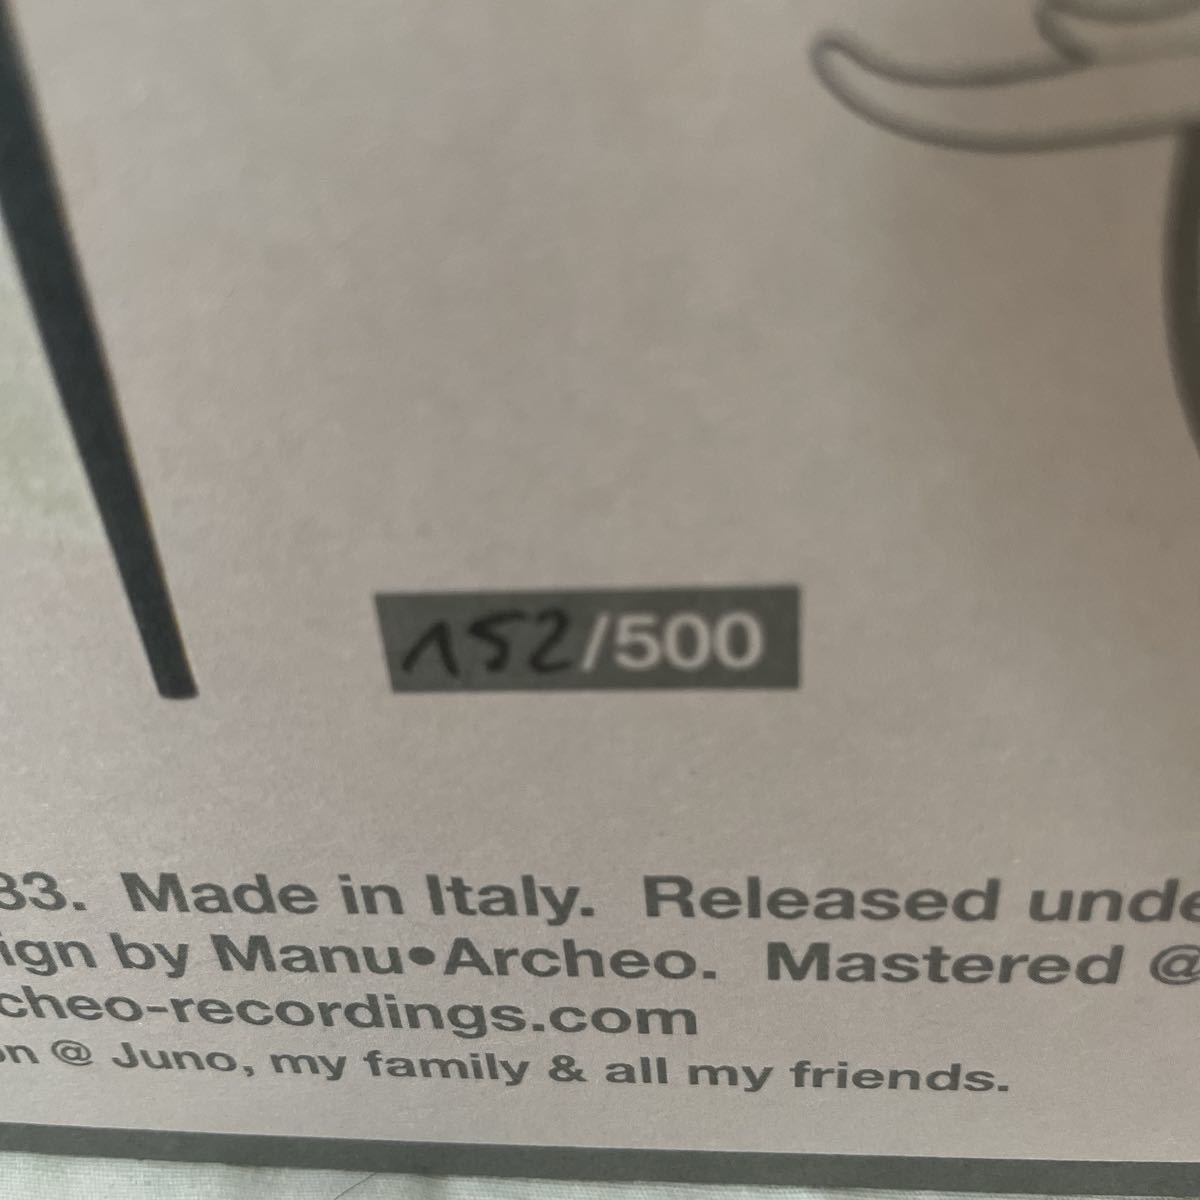 152/500
33. Made in Italy. Released unde
ign by Manu•Archeo. Mastered @
cheo-recordings.com
on @ Juno, my family & all my friends.